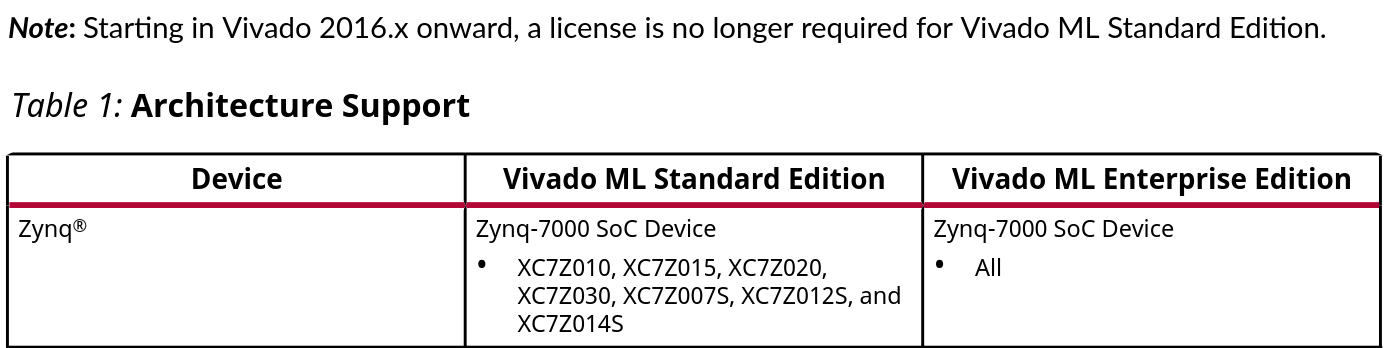 Note: Starting in Vivado 2016.x onward, a license is no longer required for Vivado ML Standard Edition.
Table 1: Architecture Support
Device
Vivado ML Standard Edition
Vivado ML Enterprise Edition
Zynq®
Zynq-7000 SoC Device
• XC7Z010, XC7Z015, XC7Z020,
XC7Z030, XC7Z007S, XC7Z012S, and
XC7Z014S
Zynq-7000 SoC Device
• All